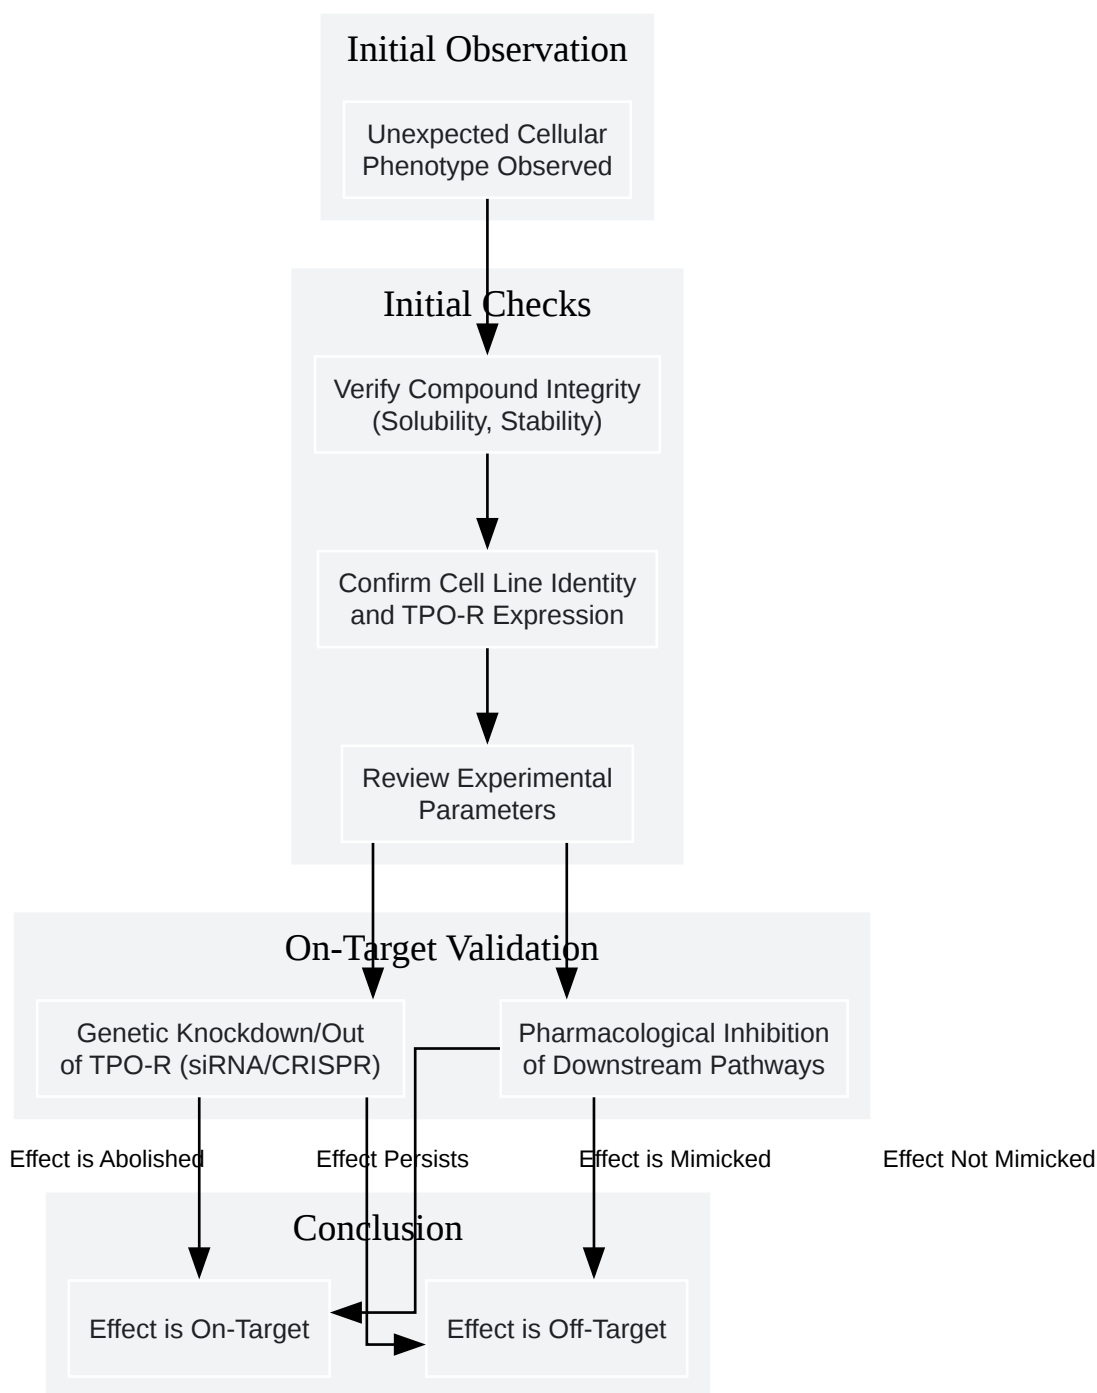 Initial Observation
Unexpected Cellular
Phenotype Observed
Initial Checks
Verify Compound Integrity
(Solubility, Stability)
Confirm Cell Line Identity
and TPO-R Expression
Review Experimental
Parameters
On-Target Validation
Genetic Knockdown/Out
of TPO-R (siRNA/CRISPR)
Pharmacological Inhibition
of Downstream Pathways
Effect is Abolished
Effect Persists
Effect is Mimicked
Effect Not Mimicked
Conclusion
Effect is On-Target
Effect is Off-Target